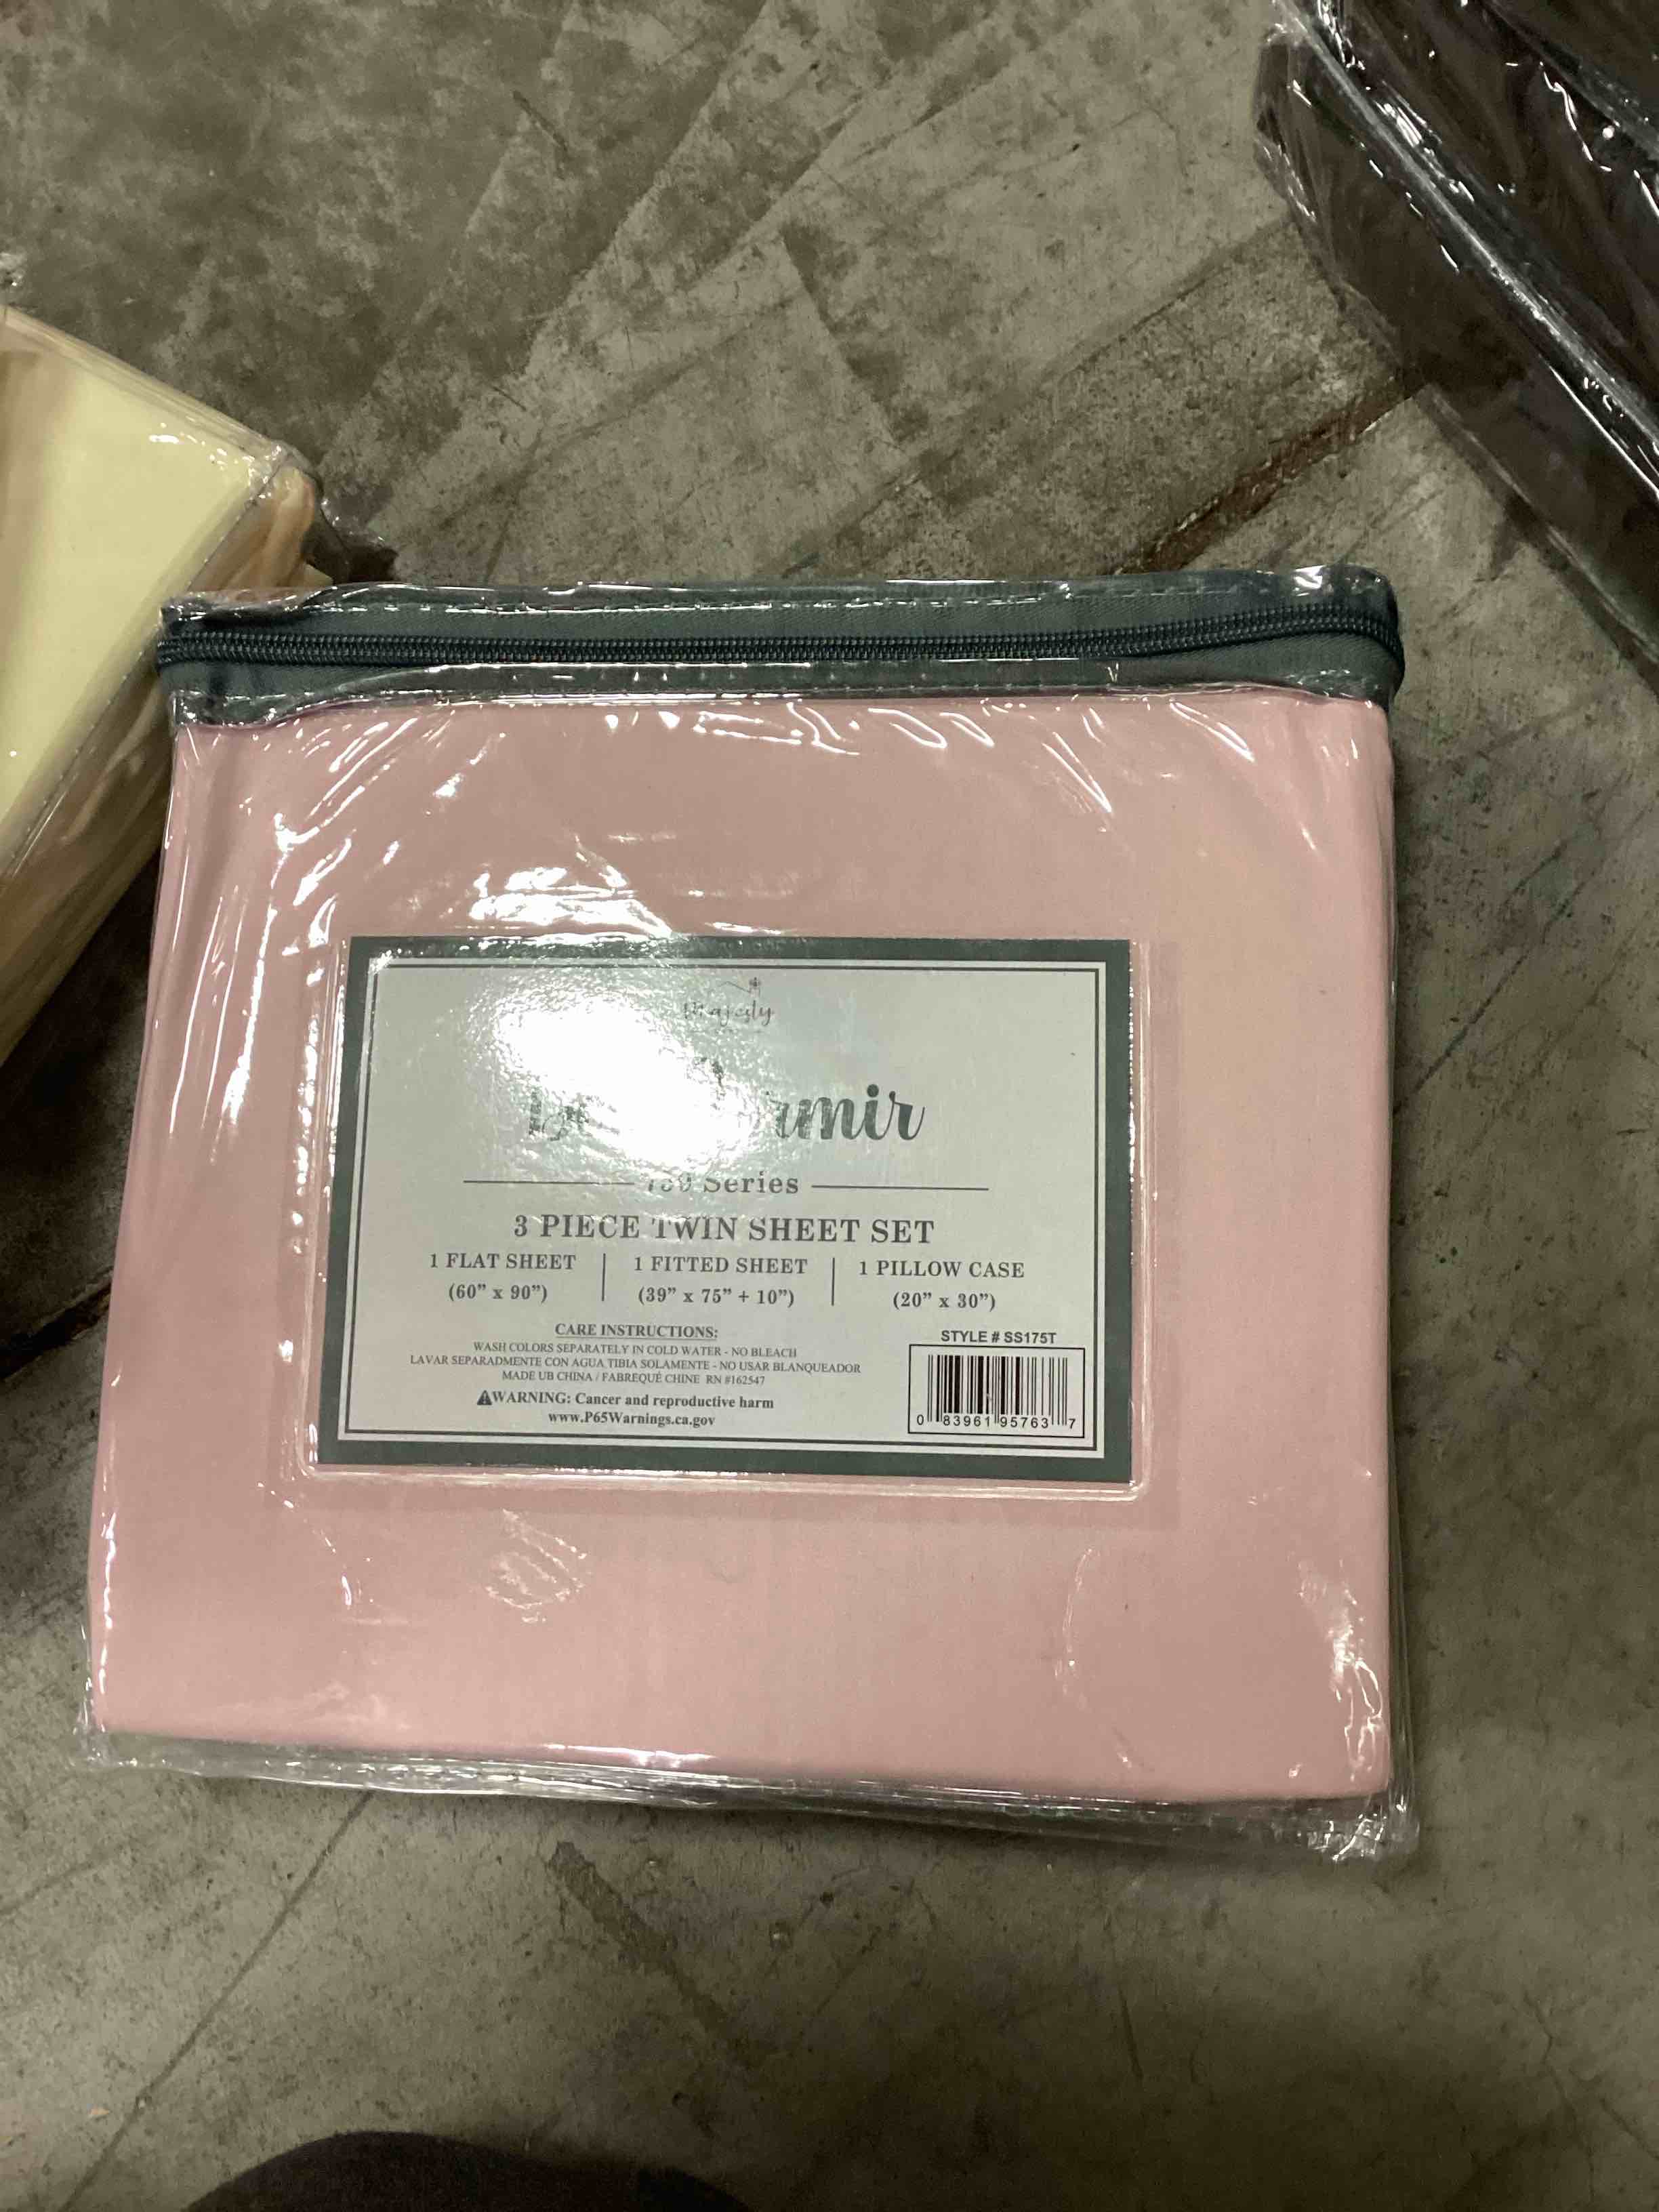 Majesty
Series
3 PIECE TWIN SHEET SET
1 FLAT SHEET
(60” x 90”)
1 FITTED SHEET
(39” x 75” + 10”)
1 PILLOW CASE
(20” x 30”)
CARE INSTRUCTIONS:
WASH COLORS SEPARATELY IN COLD WATER - NO BLEACH
LAVAR SEPARADMENTE CON AGUA TIBIA SOLAMENTE - NO USAR BLANQUEADOR
MADE UB CHINA / FABREQUÉ CHINE RN #162547
⚠WARNING: Cancer and reproductive harm
www.P65Warnings.ca.gov
STYLE # SS175T
0 83961 95763 7